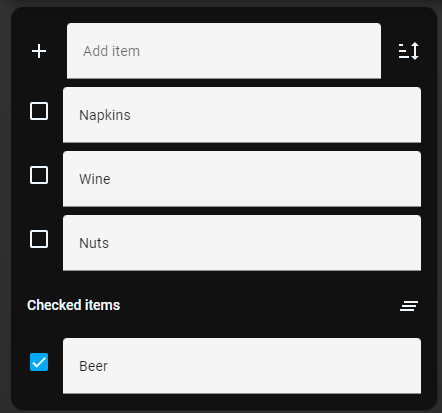 Add item
Napkins
Wine
Nuts
Checked items
Beer